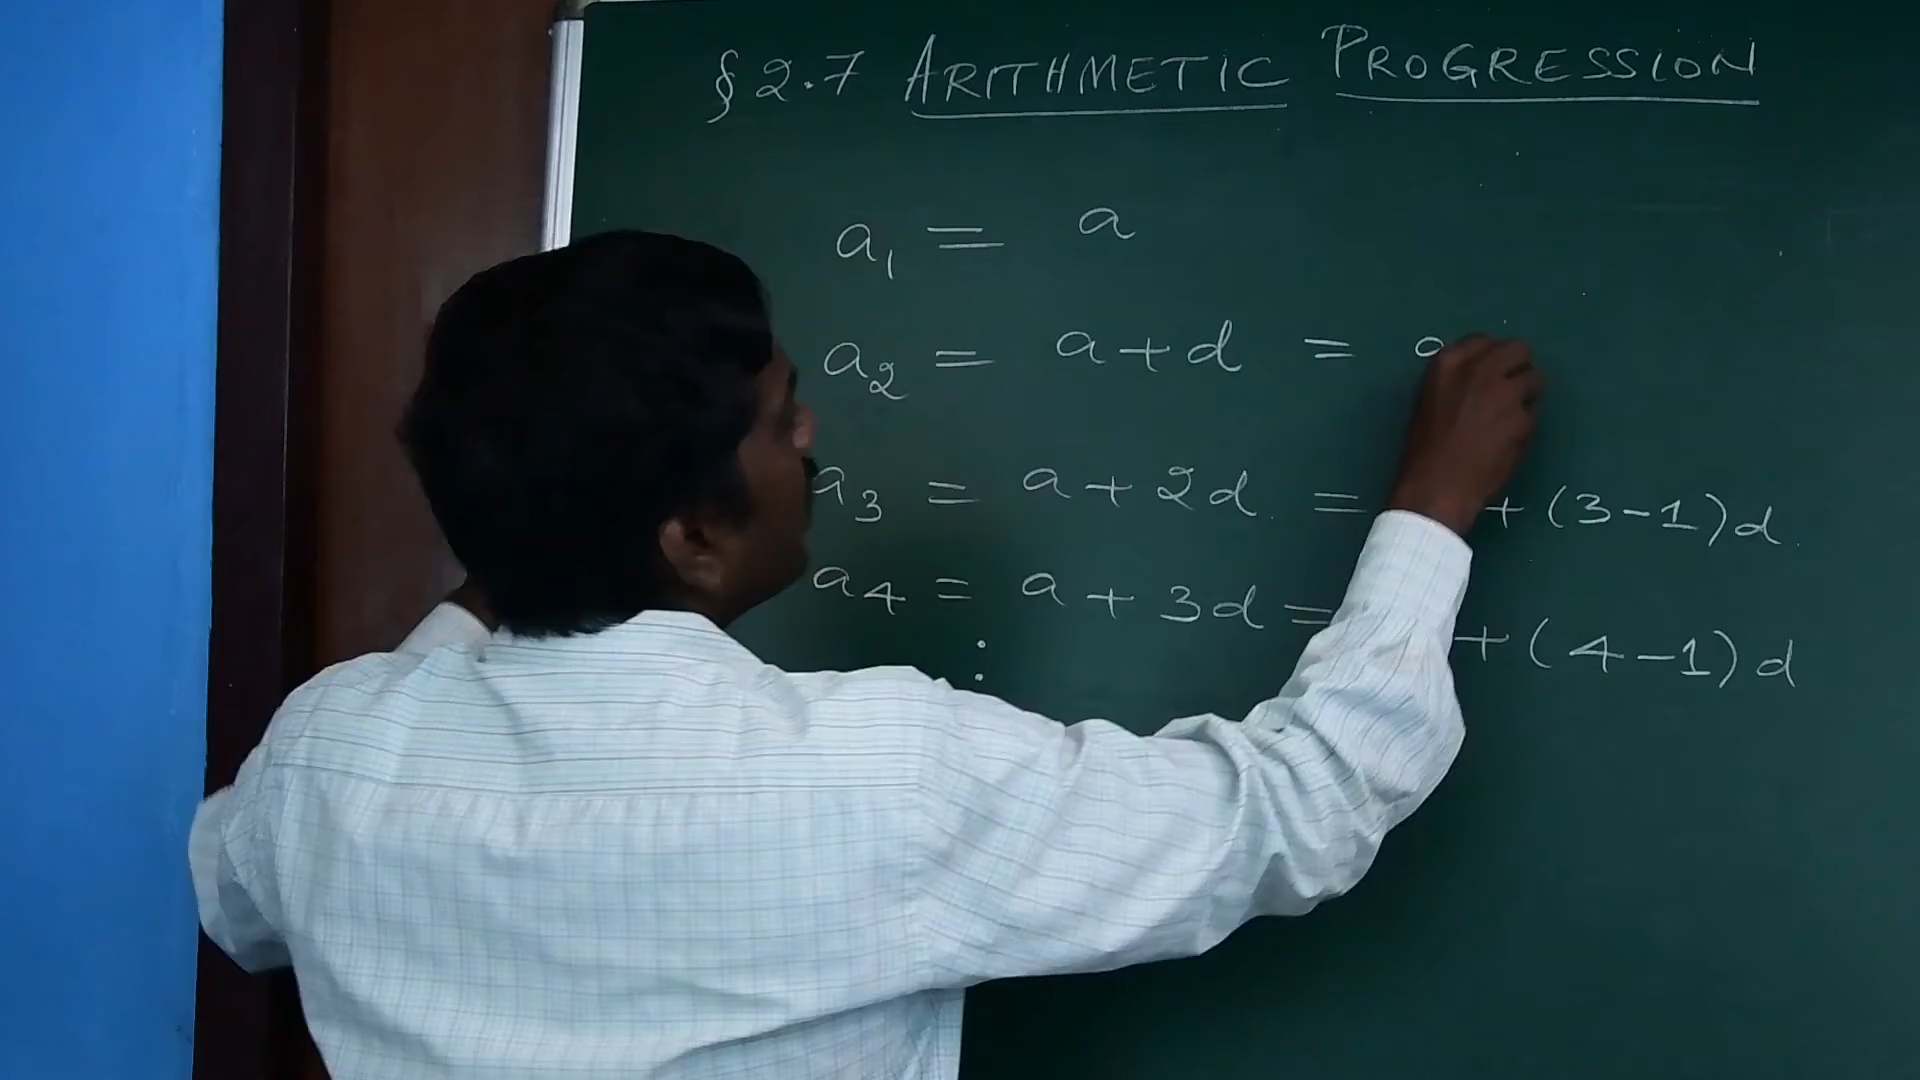 § 2.7 ARITHMETIC PROGRESSION
a₁ = a
a₂ = a + d = a
a₃ = a + 2d = + (3-1)d
a₄ = a + 3d = + (4-1)d
⋮